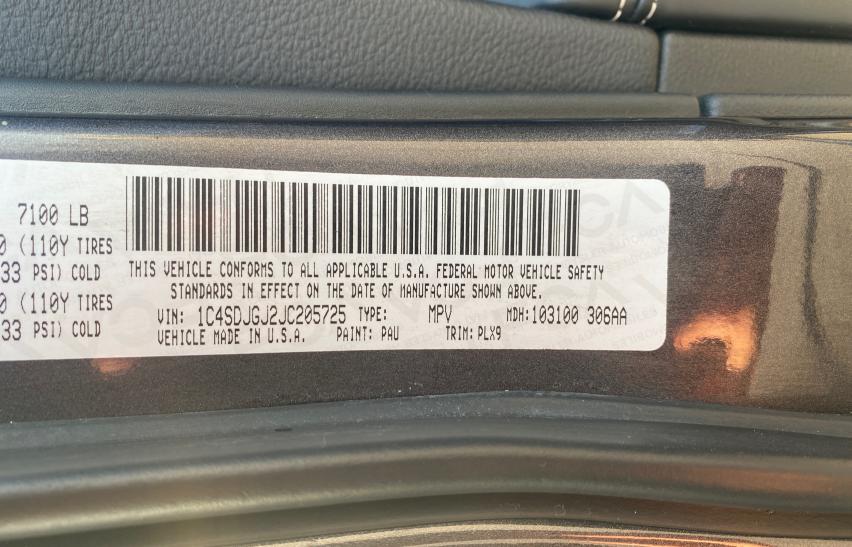 7100 LB
0 (110Y TIRES
33 PSI) COLD
0 (110Y TIRES
33 PSI) COLD
THIS VEHICLE CONFORMS TO ALL APPLICABLE U.S.A. FEDERAL MOTOR VEHICLE SAFETY
STANDARDS IN EFFECT ON THE DATE OF MANUFACTURE SHOWN ABOVE.
VIN: 1C4SDJGJ2JC205725 TYPE: MPV MDH:103100 306AA
VEHICLE MADE IN U.S.A. PAINT: PAU TRIM: PLX9